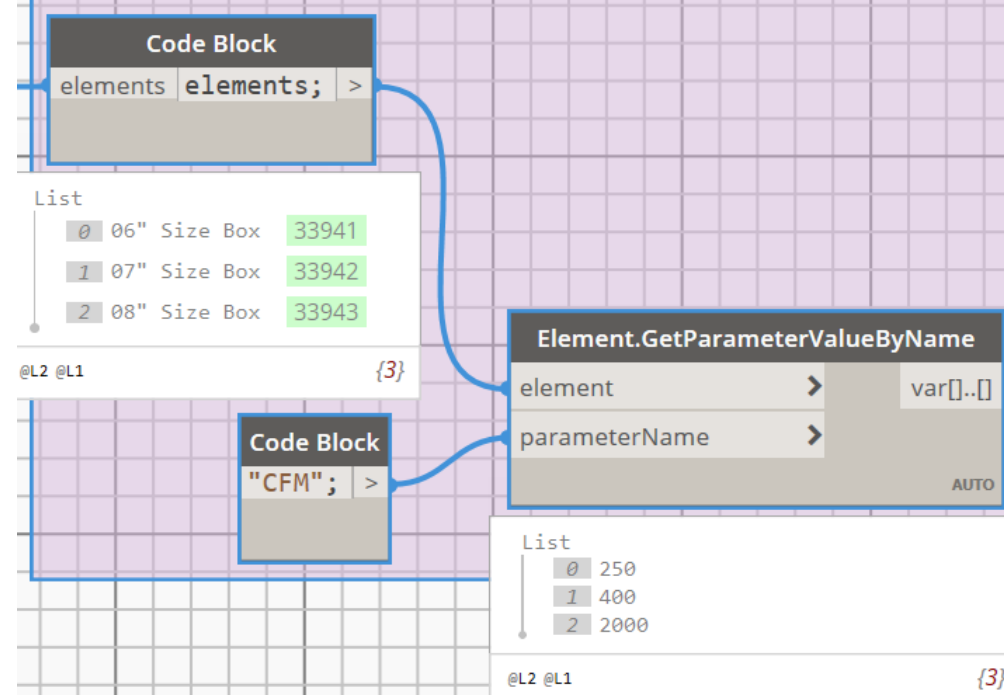 Code Block
elements elements; >
List
0 06" Size Box 33941
1 07" Size Box 33942
2 08" Size Box 33943
@L2 @L1 {3}
Element.GetParameterValueByName
element > var[]..[]
parameterName >
AUTO
Code Block
"CFM"; >
List
0 250
1 400
2 2000
@L2 @L1 {3}